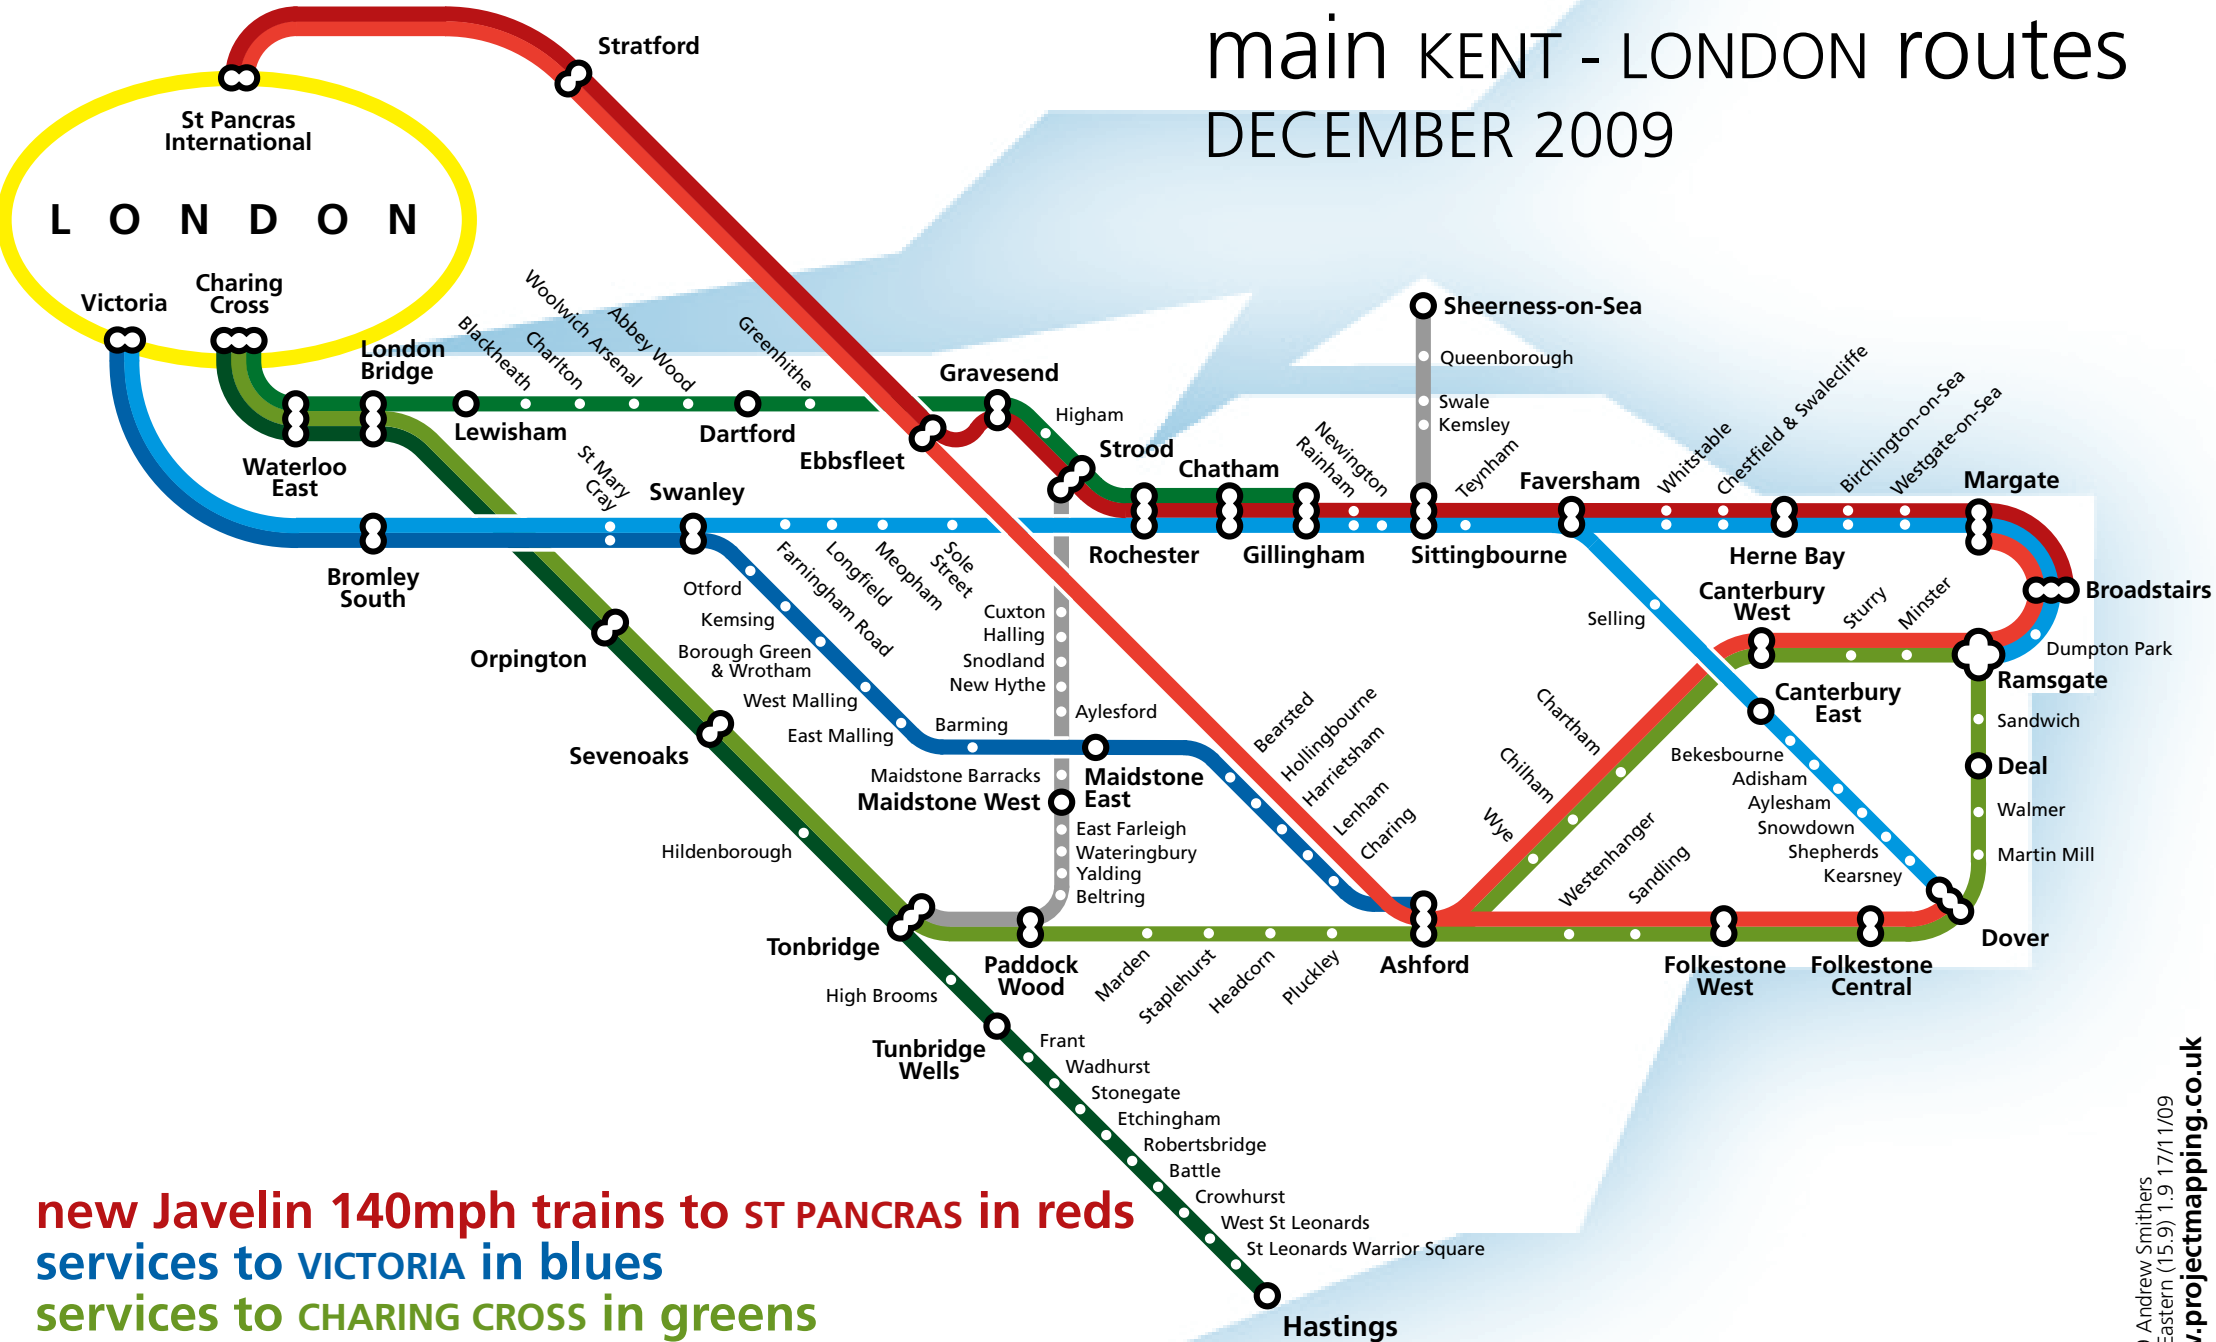 main KENT - LONDON routes
DECEMBER 2009
Stratford
St Pancras
International
L O N D O N
Victoria
Charing
Cross
London
Bridge
Waterloo
East
Blackheath
Charlton
Woolwich Arsenal
Abbey Wood
Greenhithe
Lewisham
Dartford
Gravesend
Ebbsfleet
Higham
Strood
Chatham
Rochester
Gillingham
Rainham
Newington
Sheerness-on-Sea
Queenborough
Swale
Kemsley
Sittingbourne
Teynham
Faversham
Whitstable
Chestfield & Swalecliffe
Herne Bay
Birchington-on-Sea
Westgate-on-Sea
Margate
Broadstairs
Dumpton Park
Ramsgate
Bromley
South
St Mary
Cray
Swanley
Farningham Road
Longfield
Meopham
Sole
Street
Otford
Kemsing
Borough Green
& Wrotham
West Malling
East Malling
Barming
Maidstone
East
Cuxton
Halling
Snodland
New Hythe
Aylesford
Maidstone Barracks
Maidstone West
East Farleigh
Wateringbury
Yalding
Beltring
Bearsted
Hollingbourne
Harrietsham
Lenham
Charing
Selling
Canterbury
West
Sturry
Minster
Canterbury
East
Chartham
Chilham
Wye
Bekesbourne
Adisham
Aylesham
Snowdown
Shepherds
Kearsney
Sandwich
Deal
Walmer
Martin Mill
Dover
Westenhanger
Sandling
Folkestone
West
Folkestone
Central
Ashford
Orpington
Sevenoaks
Hildenborough
Tonbridge
Paddock
Wood
Marden
Staplehurst
Headcorn
Pluckley
High Brooms
Tunbridge
Wells
Frant
Wadhurst
Stonegate
Etchingham
Robertsbridge
Battle
Crowhurst
West St Leonards
St Leonards Warrior Square
Hastings
new Javelin 140mph trains to ST PANCRAS in reds
services to VICTORIA in blues
services to CHARING CROSS in greens
Andrew Smithers
Eastern (15.9) 1.9 17/11/09
.projectmapping.co.uk